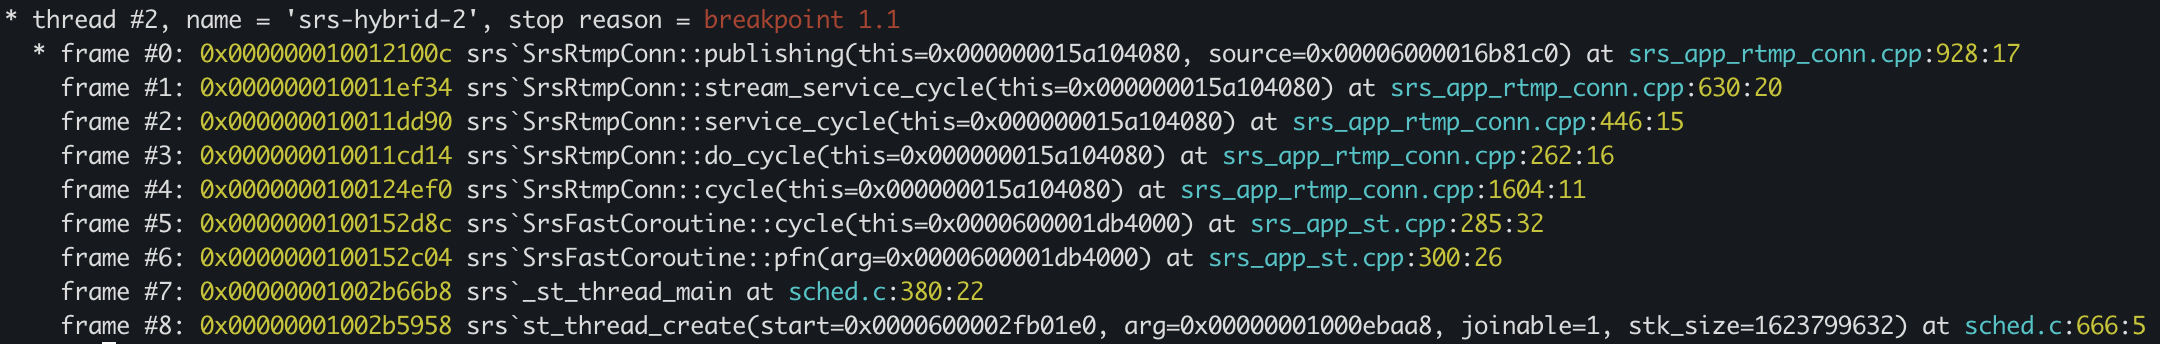 * thread #2, name = 'srs-hybrid-2', stop reason = breakpoint 1.1
  * frame #0: 0x000000010012100c srs`SrsRtmpConn::publishing(this=0x000000015a104080, source=0x00006000016b81c0) at srs_app_rtmp_conn.cpp:928:17
    frame #1: 0x000000010011ef34 srs`SrsRtmpConn::stream_service_cycle(this=0x000000015a104080) at srs_app_rtmp_conn.cpp:630:20
    frame #2: 0x000000010011dd90 srs`SrsRtmpConn::service_cycle(this=0x000000015a104080) at srs_app_rtmp_conn.cpp:446:15
    frame #3: 0x000000010011cd14 srs`SrsRtmpConn::do_cycle(this=0x000000015a104080) at srs_app_rtmp_conn.cpp:262:16
    frame #4: 0x0000000100124ef0 srs`SrsRtmpConn::cycle(this=0x000000015a104080) at srs_app_rtmp_conn.cpp:1604:11
    frame #5: 0x0000000100152d8c srs`SrsFastCoroutine::cycle(this=0x0000600001db4000) at srs_app_st.cpp:285:32
    frame #6: 0x0000000100152c04 srs`SrsFastCoroutine::pfn(arg=0x0000600001db4000) at srs_app_st.cpp:300:26
    frame #7: 0x00000001002b66b8 srs`_st_thread_main at sched.c:380:22
    frame #8: 0x00000001002b5958 srs`st_thread_create(start=0x0000600002fb01e0, arg=0x00000001000ebaa8, joinable=1, stk_size=1623799632) at sched.c:666:5